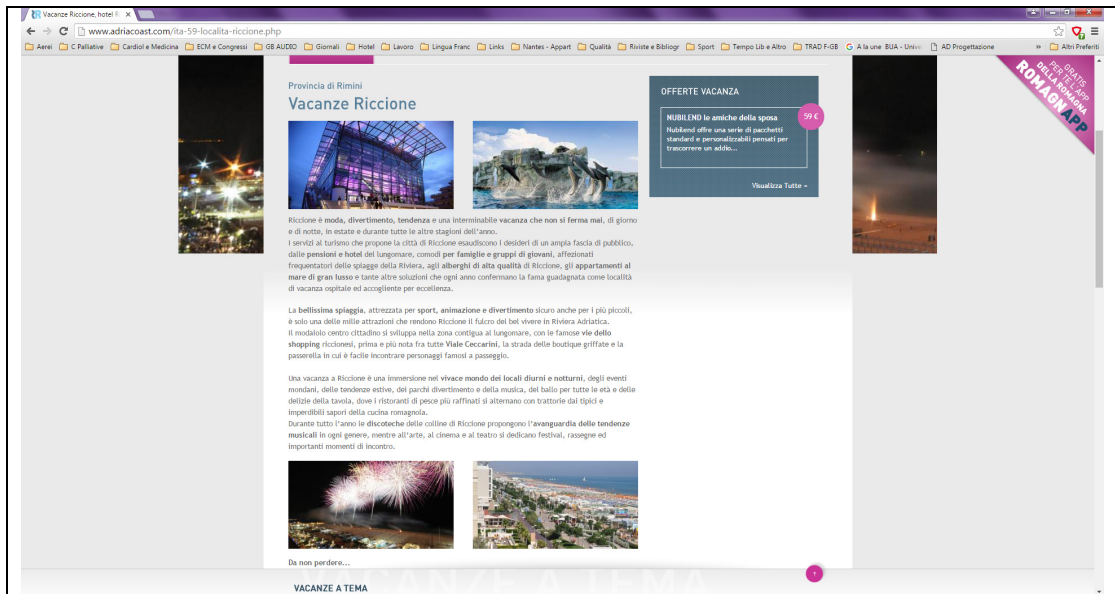 Vacanze Riccione, hotel R
www.adriacoast.com/ita-59-localita-riccione.php
Aerei C Palliative Cardiol e Medicina ECM e Congressi GB AUDIO Giornali Hotel Lavoro Lingua Franc Links Nantes - Appart Qualità Riviste e Bibliogr Sport Tempo Lib e Altro TRAD F-GB A la une BUA - Unive AD Progettazione » Altri Preferiti
GRATIS
PER TE L'APP
DELLA ROMAGNA
ROMAGNAPP
Provincia di Rimini
Vacanze Riccione
Riccione è moda, divertimento, tendenza e una interminabile vacanza che non si ferma mai, di giorno
e di notte, in estate e durante tutte le altre stagioni dell'anno.
I servizi al turismo che propone la città di Riccione esaudiscono i desideri di un ampla fascia di pubblico,
dalle pensioni e hotel del lungomare, comodi per famiglie e gruppi di giovani, affezionati
frequentatori delle spiagge della Riviera, agli alberghi di alta qualità di Riccione, gli appartamenti al
mare di gran lusso e tante altre soluzioni che ogni anno confermano la fama guadagnata come località
di vacanza ospitale ed accogliente per eccellenza.
La bellissima spiaggia, attrezzata per sport, animazione e divertimento sicuro anche per i più piccoli,
è solo una delle mille attrazioni che rendono Riccione il fulcro del bel vivere in Riviera Adriatica.
Il modaiolo centro cittadino si sviluppa nella zona contigua al lungomare, con le famose vie dello
shopping riccionesi, prima e più nota fra tutte Viale Ceccarini, la strada delle boutique griffate e la
passerella in cui è facile incontrare personaggi famosi a passeggio.
Una vacanza a Riccione è una immersione nel vivace mondo dei locali diurni e notturni, degli eventi
mondani, delle tendenze estive, dei parchi divertimento e della musica, del ballo per tutte le età e delle
delizie della tavola, dove i ristoranti di pesce più raffinati si alternano con trattorie dai tipici e
imperdibili sapori della cucina romagnola.
Durante tutto l'anno le discoteche delle colline di Riccione propongono l'avanguardia delle tendenze
musicali in ogni genere, mentre all'arte, al cinema e al teatro si dedicano festival, rassegne ed
importanti momenti di incontro.
Da non perdere...
VACANZE A TEMA
VACANZE A TEMA
OFFERTE VACANZA
NUBILEND le amiche della sposa
59 €
Nubilend offre una serie di pacchetti
standard e personalizzabili pensati per
trascorrere un addio...
Visualizza Tutte »